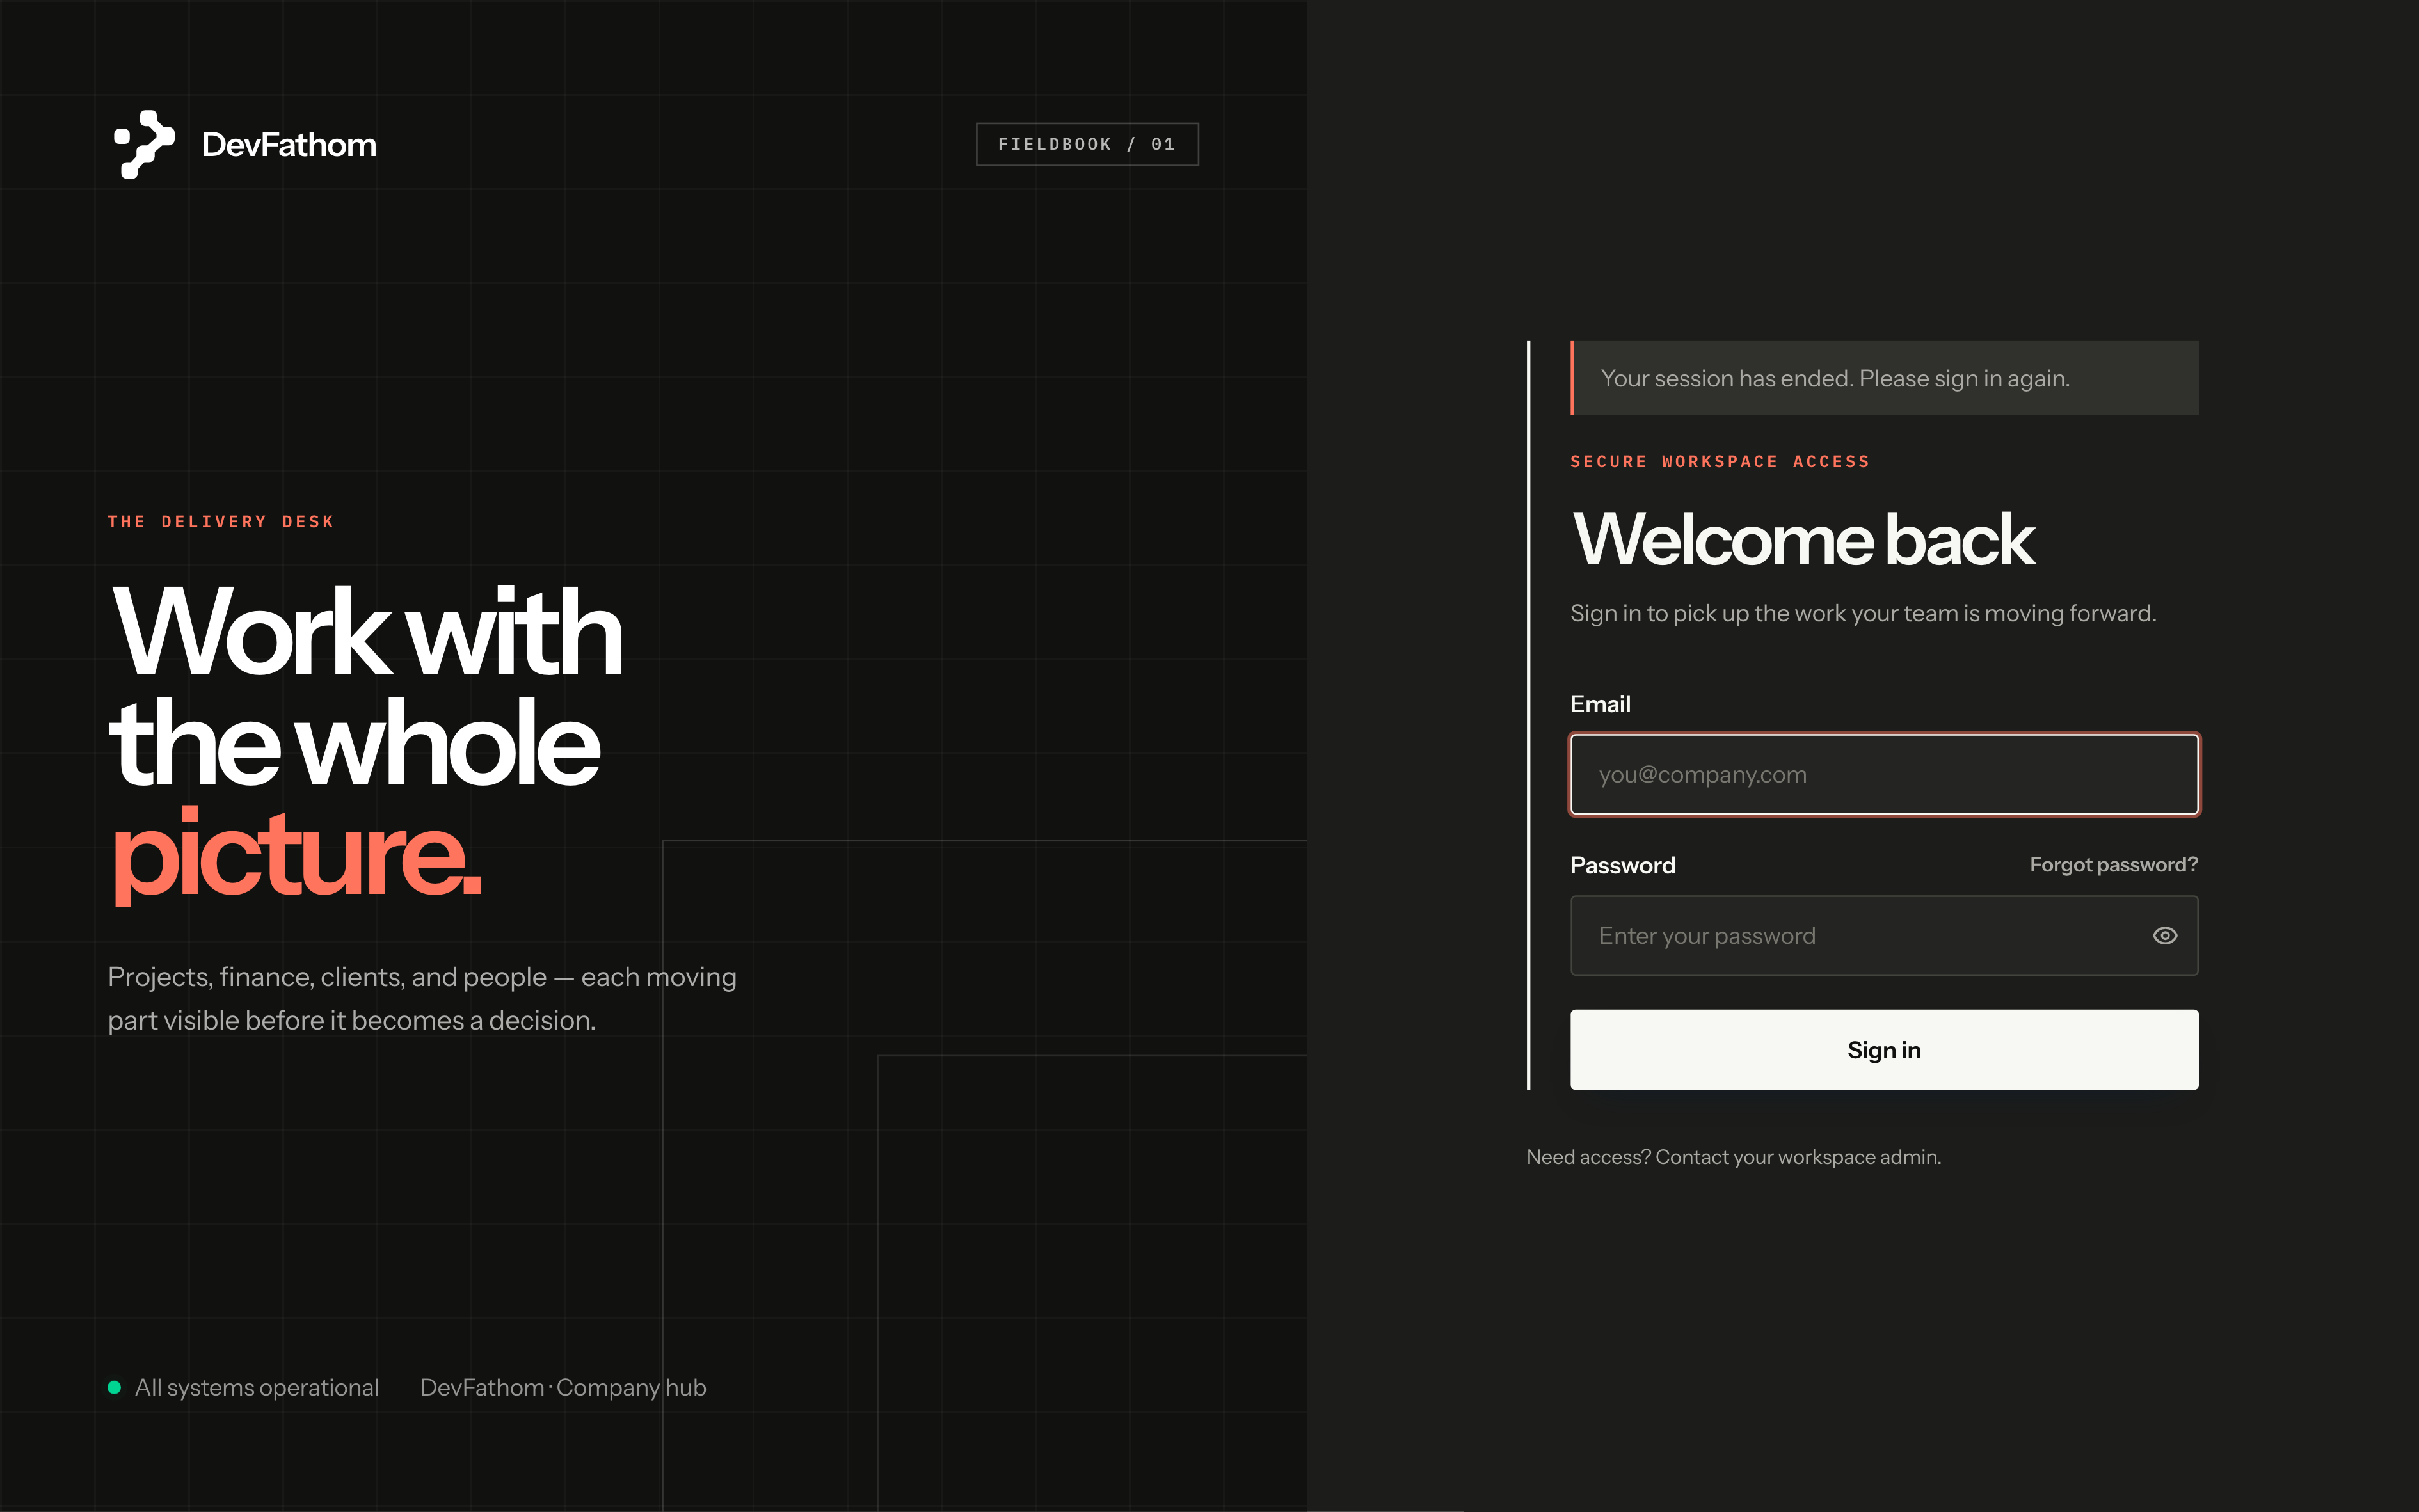 DevFathom
FIELDBOOK / 01
THE DELIVERY DESK
Work with
the whole
picture.
Projects, finance, clients, and people — each moving
part visible before it becomes a decision.
All systems operational
DevFathom · Company hub
Your session has ended. Please sign in again.
SECURE WORKSPACE ACCESS
Welcome back
Sign in to pick up the work your team is moving forward.
Email
you@company.com
Password
Forgot password?
Enter your password
Sign in
Need access? Contact your workspace admin.